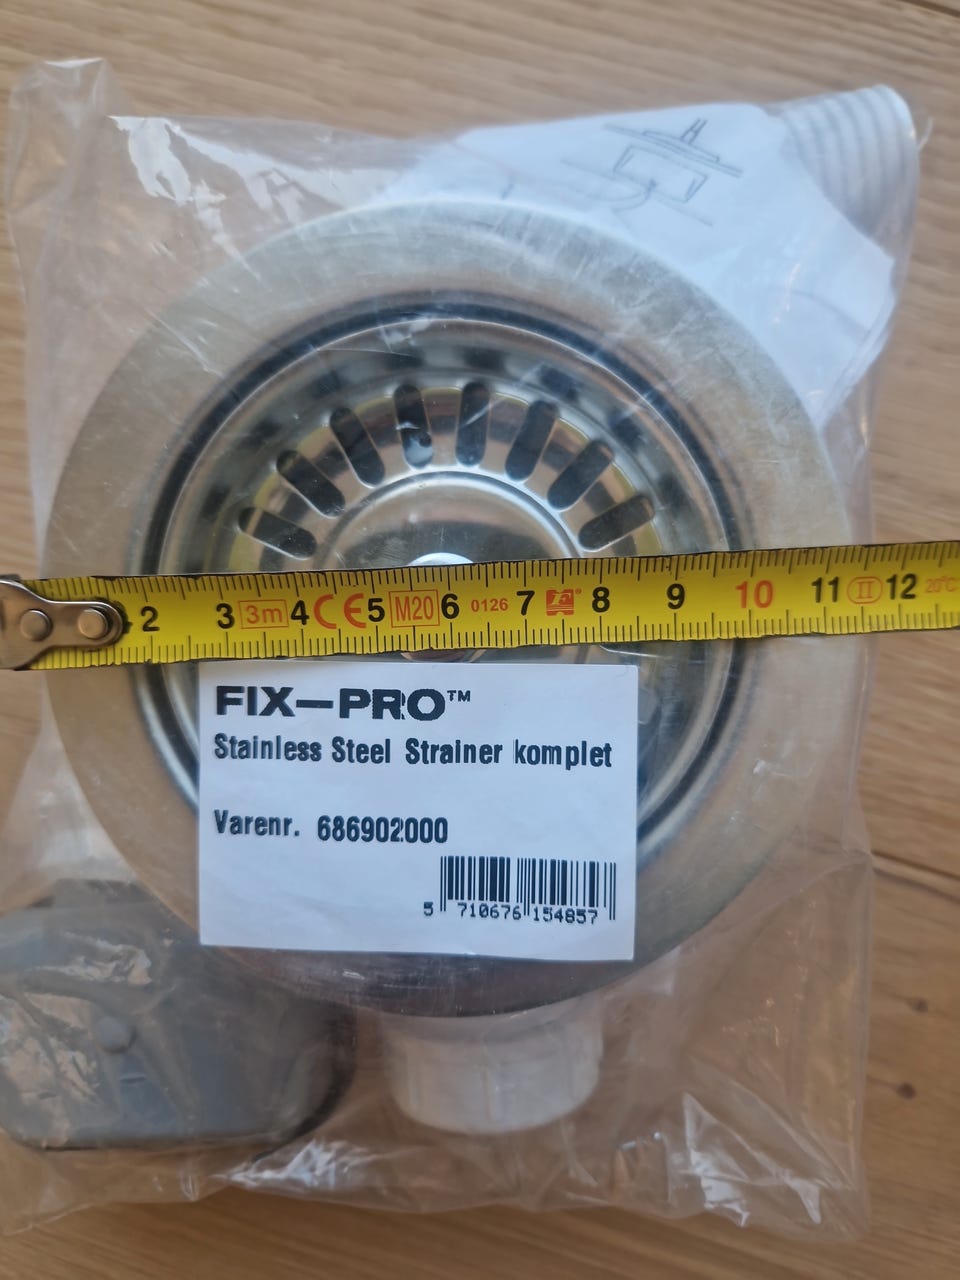 2 3 3m 4 CE 5 M20 6 0126 7 8 9 10 11 II 12 20°C
FIX-PRO™
Stainless Steel Strainer komplet
Varenr. 686902000
5 710676 154857